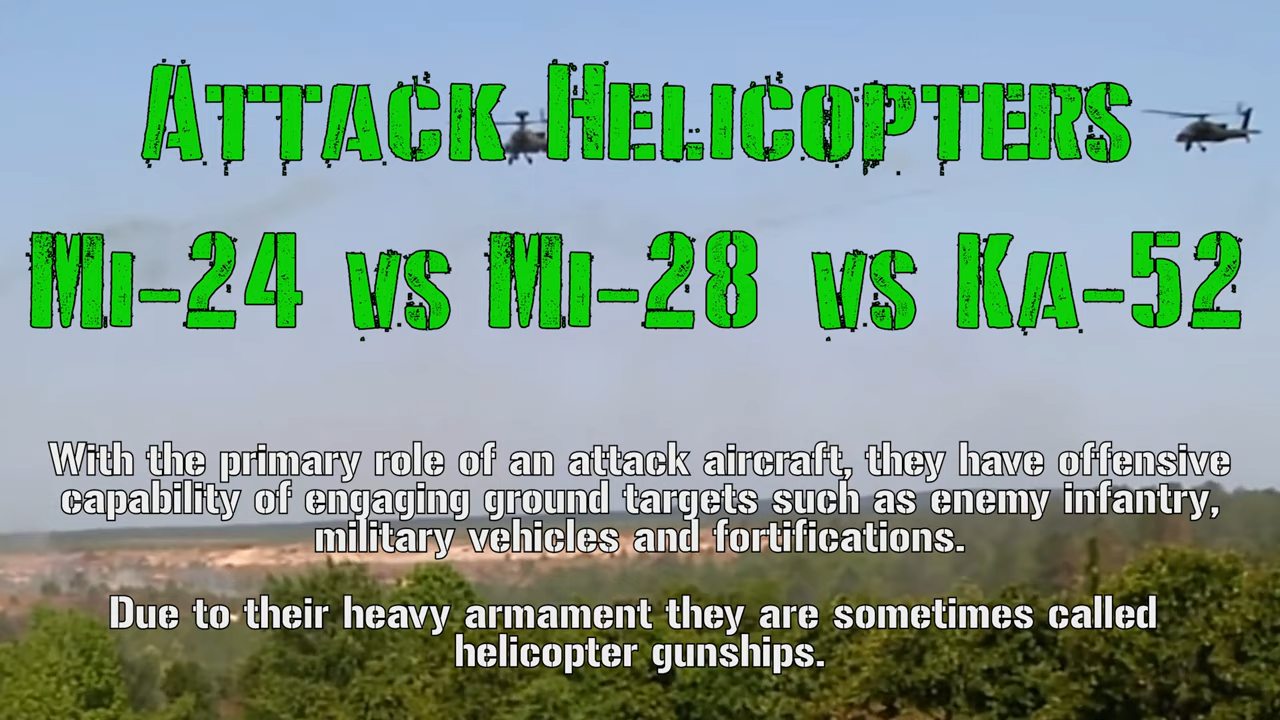 Attack Helicopters
Mi-24 vs Mi-28 vs Ka-52
With the primary role of an attack aircraft, they have offensive
capability of engaging ground targets such as enemy infantry,
military vehicles and fortifications.
Due to their heavy armament they are sometimes called
helicopter gunships.